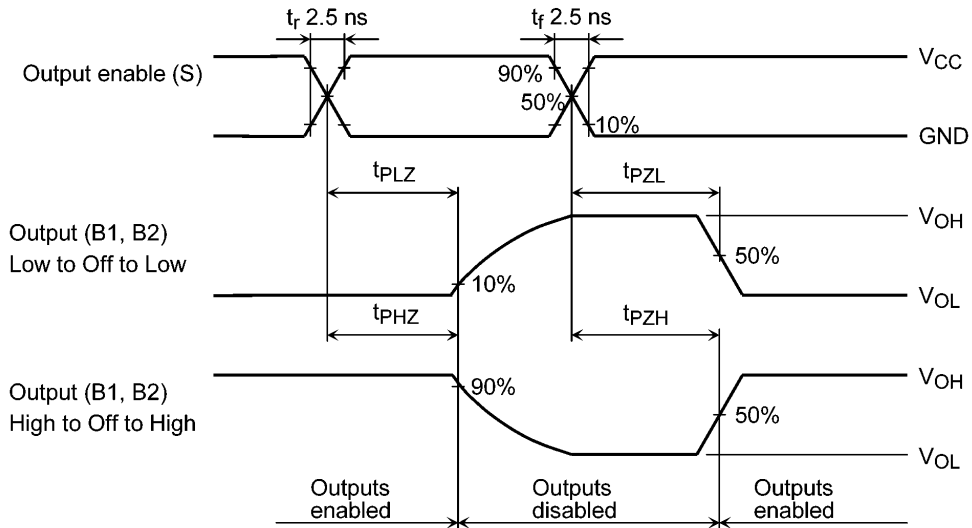 tr 2.5 ns
tf 2.5 ns
Output enable (S)
90%
50%
10%
VCC
GND
tPLZ
tPZL
Output (B1, B2)
Low to Off to Low
10%
50%
VOH
VOL
tPHZ
tPZH
Output (B1, B2)
High to Off to High
90%
50%
VOH
VOL
Outputs
enabled
Outputs
disabled
Outputs
enabled